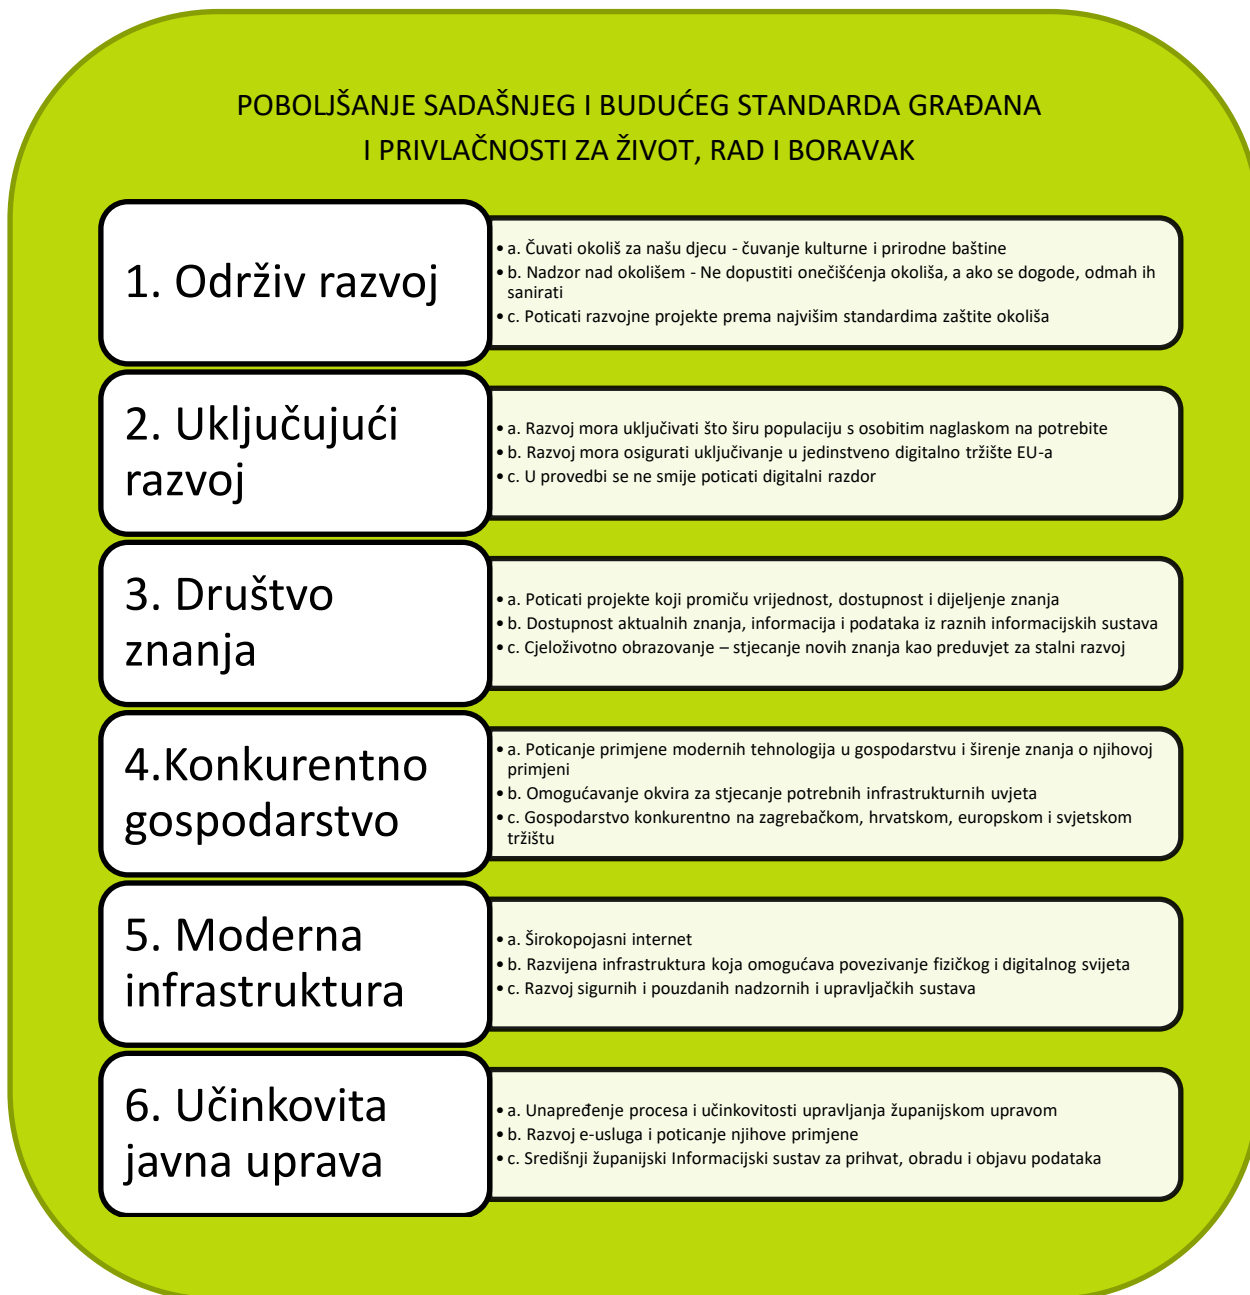 POBOLJŠANJE SADAŠNJEG I BUDUĆEG STANDARDA GRAĐANA
I PRIVLAČNOSTI ZA ŽIVOT, RAD I BORAVAK
1. Održiv razvoj
• a. Čuvati okoliš za našu djecu - čuvanje kulturne i prirodne baštine
• b. Nadzor nad okolišem - Ne dopustiti onečišćenja okoliša, a ako se dogode, odmah ih
sanirati
• c. Poticati razvojne projekte prema najvišim standardima zaštite okoliša
2. Uključujući
razvoj
• a. Razvoj mora uključivati što širu populaciju s osobitim naglaskom na potrebite
• b. Razvoj mora osigurati uključivanje u jedinstveno digitalno tržište EU-a
• c. U provedbi se ne smije poticati digitalni razdor
3. Društvo
znanja
• a. Poticati projekte koji promiču vrijednost, dostupnost i dijeljenje znanja
• b. Dostupnost aktualnih znanja, informacija i podataka iz raznih informacijskih sustava
• c. Cjeloživotno obrazovanje – stjecanje novih znanja kao preduvjet za stalni razvoj
4.Konkurentno
gospodarstvo
• a. Poticanje primjene modernih tehnologija u gospodarstvu i širenje znanja o njihovoj
primjeni
• b. Omogućavanje okvira za stjecanje potrebnih infrastrukturnih uvjeta
• c. Gospodarstvo konkurentno na zagrebačkom, hrvatskom, europskom i svjetskom
tržištu
5. Moderna
infrastruktura
• a. Širokopojasni internet
• b. Razvijena infrastruktura koja omogućava povezivanje fizičkog i digitalnog svijeta
• c. Razvoj sigurnih i pouzdanih nadzornih i upravljačkih sustava
6. Učinkovita
javna uprava
• a. Unapređenje procesa i učinkovitosti upravljanja županijskom upravom
• b. Razvoj e-usluga i poticanje njihove primjene
• c. Središnji županijski Informacijski sustav za prihvat, obradu i objavu podataka